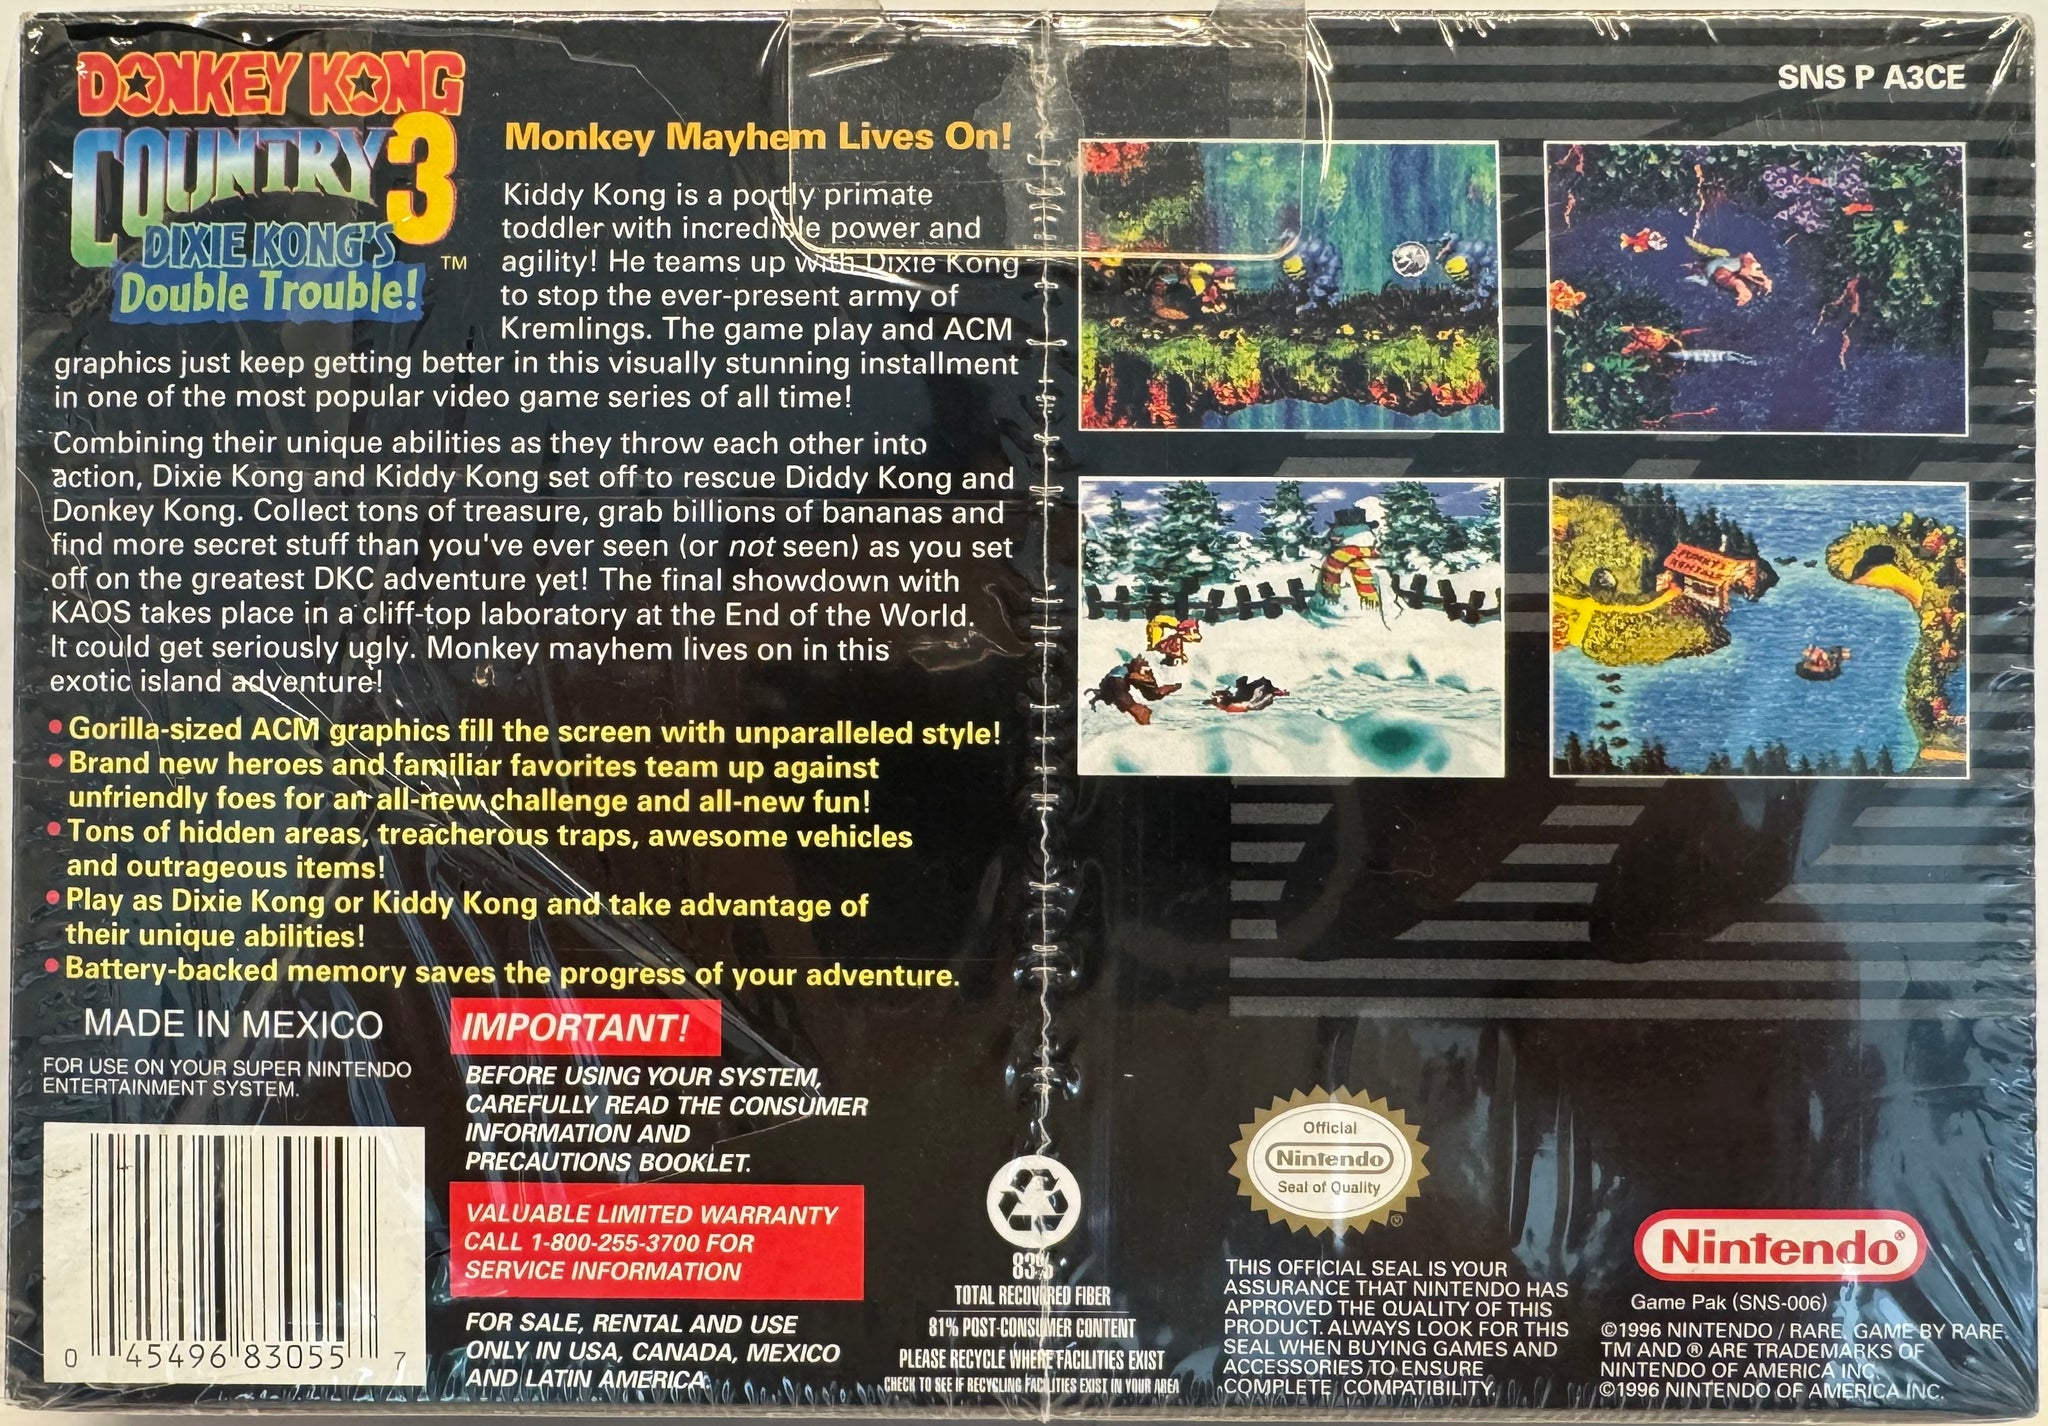 DONKEY KONG
COUNTRY 3
DIXIE KONG'S
Double Trouble!
TM
Monkey Mayhem Lives On!
Kiddy Kong is a portly primate
toddler with incredible power and
agility! He teams up with Dixie Kong
to stop the ever-present army of
Kremlings. The game play and ACM
graphics just keep getting better in this visually stunning installment
in one of the most popular video game series of all time!
Combining their unique abilities as they throw each other into
action, Dixie Kong and Kiddy Kong set off to rescue Diddy Kong and
Donkey Kong. Collect tons of treasure, grab billions of bananas and
find more secret stuff than you've ever seen (or not seen) as you set
off on the greatest DKC adventure yet! The final showdown with
KAOS takes place in a cliff-top laboratory at the End of the World.
It could get seriously ugly. Monkey mayhem lives on in this
exotic island adventure!
• Gorilla-sized ACM graphics fill the screen with unparalleled style!
• Brand new heroes and familiar favorites team up against
unfriendly foes for an all-new challenge and all-new fun!
• Tons of hidden areas, treacherous traps, awesome vehicles
and outrageous items!
• Play as Dixie Kong or Kiddy Kong and take advantage of
their unique abilities!
• Battery-backed memory saves the progress of your adventure.
MADE IN MEXICO
FOR USE ON YOUR SUPER NINTENDO
ENTERTAINMENT SYSTEM.
0 45496 83055 7
IMPORTANT!
BEFORE USING YOUR SYSTEM,
CAREFULLY READ THE CONSUMER
INFORMATION AND
PRECAUTIONS BOOKLET.
VALUABLE LIMITED WARRANTY
CALL 1-800-255-3700 FOR
SERVICE INFORMATION
FOR SALE, RENTAL AND USE
ONLY IN USA, CANADA, MEXICO
AND LATIN AMERICA.
83%
TOTAL RECOVERED FIBER
81% POST-CONSUMER CONTENT
PLEASE RECYCLE WHERE FACILITIES EXIST
CHECK TO SEE IF RECYCLING FACILITIES EXIST IN YOUR AREA
SNS P A3CE
FUNKY'S
RENTALS
Official
Nintendo
Seal of Quality
®
THIS OFFICIAL SEAL IS YOUR
ASSURANCE THAT NINTENDO HAS
APPROVED THE QUALITY OF THIS
PRODUCT. ALWAYS LOOK FOR THIS
SEAL WHEN BUYING GAMES AND
ACCESSORIES TO ENSURE
COMPLETE COMPATIBILITY.
Nintendo®
Game Pak (SNS-006)
©1996 NINTENDO / RARE. GAME BY RARE.
TM AND ® ARE TRADEMARKS OF
NINTENDO OF AMERICA INC.
©1996 NINTENDO OF AMERICA INC.